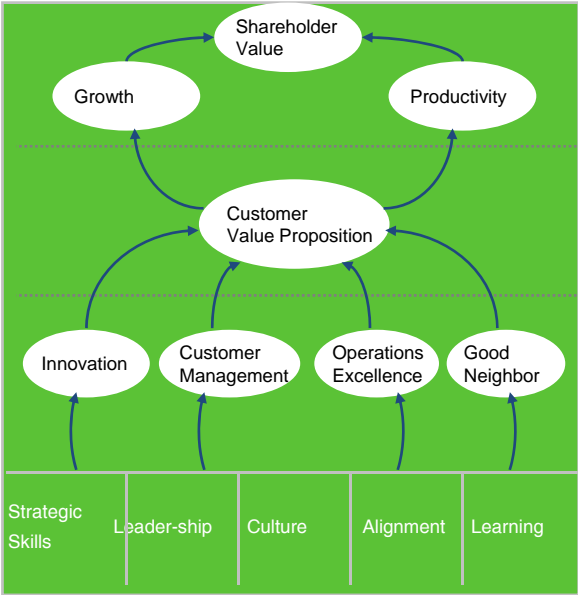 Shareholder
Value
Growth
Productivity
Customer
Value Proposition
Innovation
Customer
Management
Operations
Excellence
Good
Neighbor
Strategic
Skills
Leader-ship
Culture
Alignment
Learning